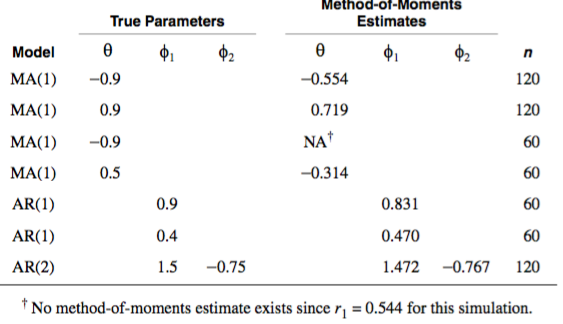 True Parameters Method-of-Moments Estimates
Model θ ϕ1 ϕ2 θ ϕ1 ϕ2 n
MA(1) −0.9 −0.554 120
MA(1) 0.9 0.719 120
MA(1) −0.9 NA† 60
MA(1) 0.5 −0.314 60
AR(1) 0.9 0.831 60
AR(1) 0.4 0.470 60
AR(2) 1.5 −0.75 1.472 −0.767 120
† No method-of-moments estimate exists since r1 = 0.544 for this simulation.